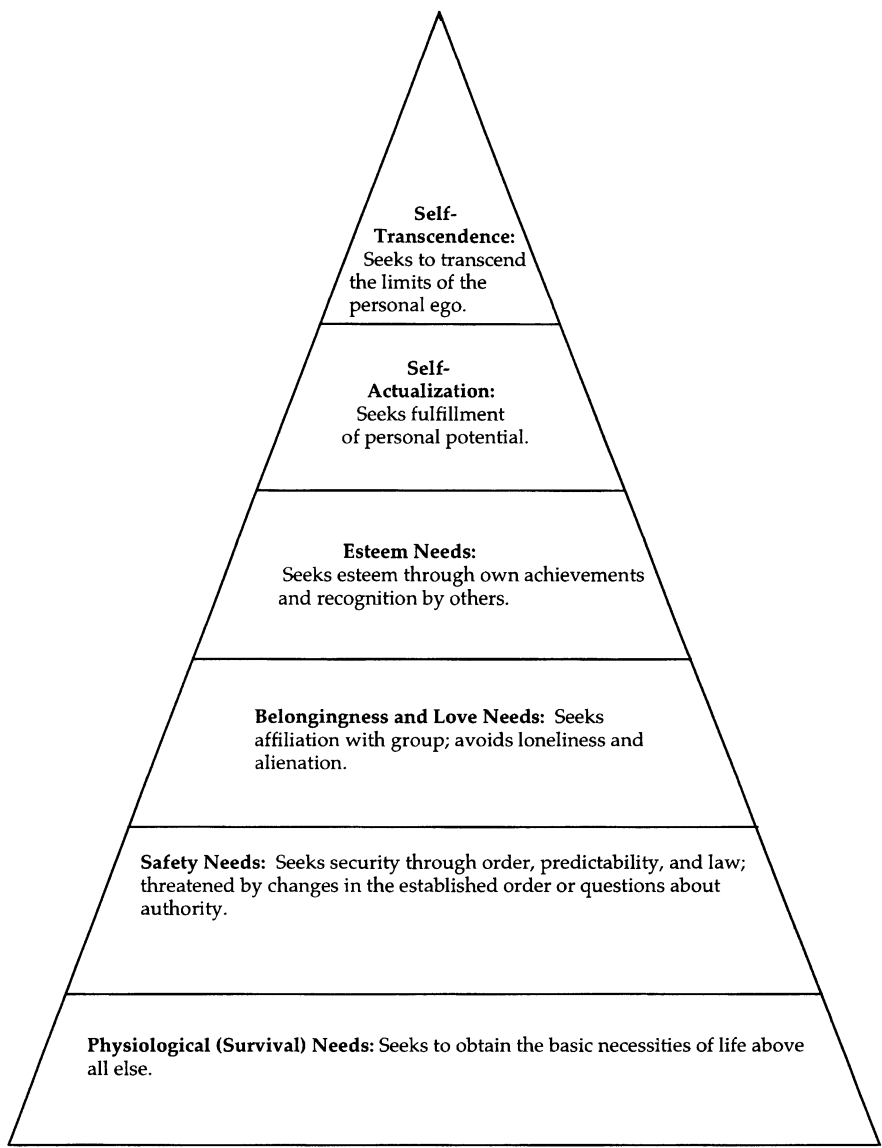 Self-
Transcendence:
Seeks to transcend
the limits of the
personal ego.
Self-
Actualization:
Seeks fulfillment
of personal potential.
Esteem Needs:
Seeks esteem through own achievements
and recognition by others.
Belongingness and Love Needs: Seeks
affiliation with group; avoids loneliness and
alienation.
Safety Needs: Seeks security through order, predictability, and law;
threatened by changes in the established order or questions about
authority.
Physiological (Survival) Needs: Seeks to obtain the basic necessities of life above
all else.